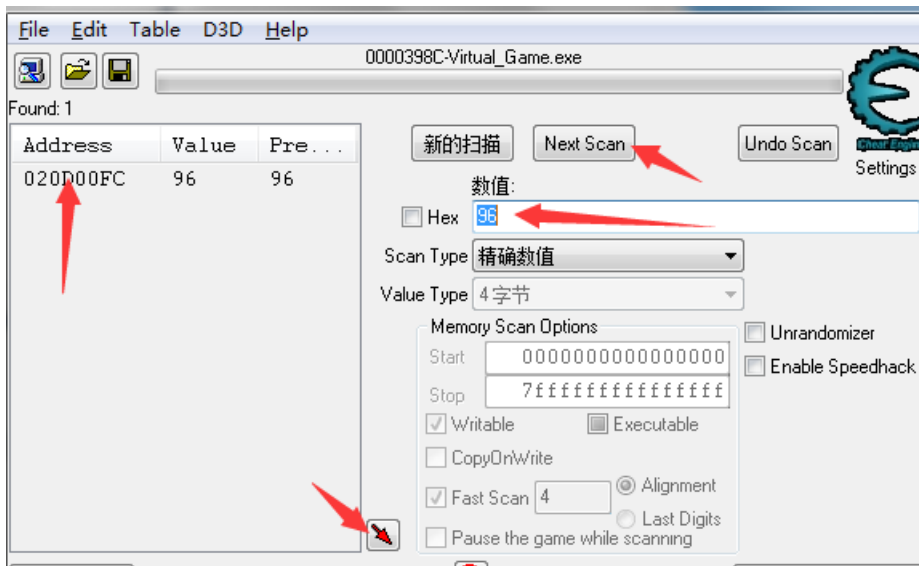 File Edit Table D3D Help
0000398C-Virtual_Game.exe
Found: 1
Address Value Pre...
020D00FC 96 96
新的扫描 Next Scan Undo Scan
Cheat Engine
Settings
数值:
Hex 96
Scan Type 精确数值
Value Type 4字节
Memory Scan Options
Unrandomizer
Start 0000000000000000
Enable Speedhack
Stop 7fffffffffffffff
Writable Executable
CopyOnWrite
Fast Scan 4 Alignment
Last Digits
Pause the game while scanning